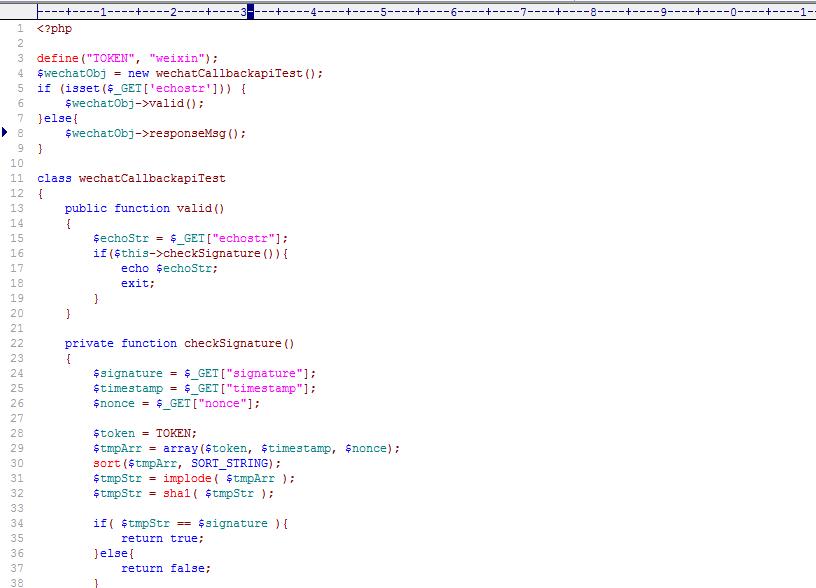 ----+----1----+----2----+----3----+----4----+----5----+----6----+----7----+----8----+----9----+----0----+----1-
1 <?php
2
3 define("TOKEN", "weixin");
4 $wechatObj = new wechatCallbackapiTest();
5 if (isset($_GET['echostr'])) {
6     $wechatObj->valid();
7 }else{
8     $wechatObj->responseMsg();
9 }
10
11 class wechatCallbackapiTest
12 {
13     public function valid()
14     {
15         $echoStr = $_GET["echostr"];
16         if($this->checkSignature()){
17             echo $echoStr;
18             exit;
19         }
20     }
21
22     private function checkSignature()
23     {
24         $signature = $_GET["signature"];
25         $timestamp = $_GET["timestamp"];
26         $nonce = $_GET["nonce"];
27
28         $token = TOKEN;
29         $tmpArr = array($token, $timestamp, $nonce);
30         sort($tmpArr, SORT_STRING);
31         $tmpStr = implode( $tmpArr );
32         $tmpStr = sha1( $tmpStr );
33
34         if( $tmpStr == $signature ){
35             return true;
36         }else{
37             return false;
38         }